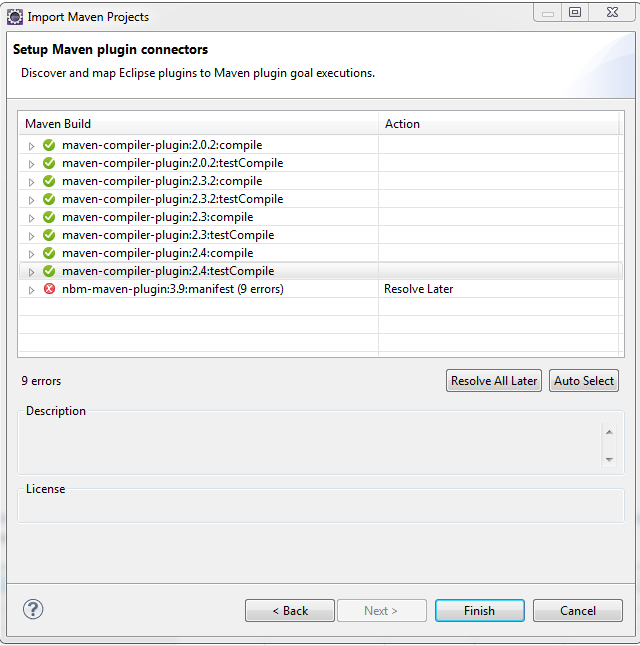 Import Maven Projects
Setup Maven plugin connectors
Discover and map Eclipse plugins to Maven plugin goal executions.
Maven Build Action
maven-compiler-plugin:2.0.2:compile
maven-compiler-plugin:2.0.2:testCompile
maven-compiler-plugin:2.3.2:compile
maven-compiler-plugin:2.3.2:testCompile
maven-compiler-plugin:2.3:compile
maven-compiler-plugin:2.3:testCompile
maven-compiler-plugin:2.4:compile
maven-compiler-plugin:2.4:testCompile
nbm-maven-plugin:3.9:manifest (9 errors) Resolve Later
9 errors Resolve All Later Auto Select
Description
License
? < Back Next > Finish Cancel